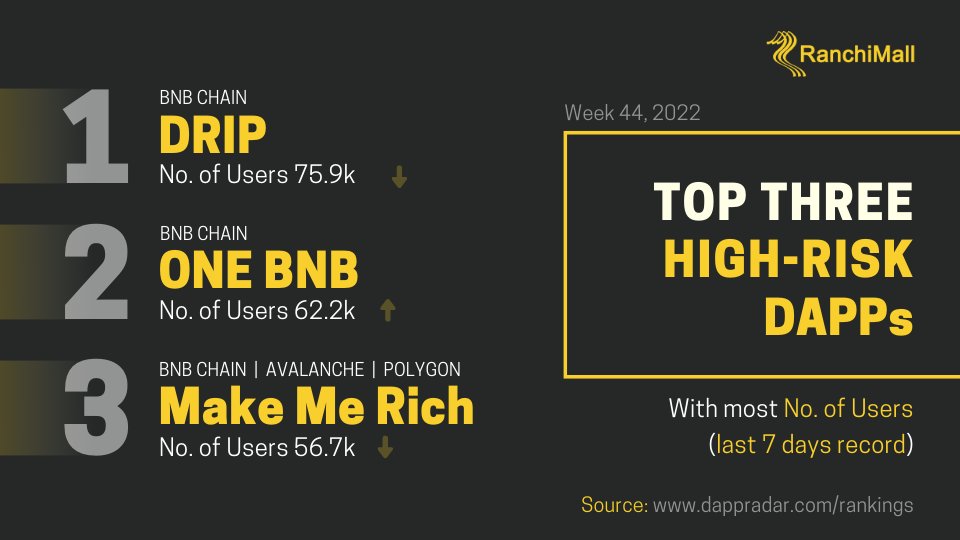 RanchiMall
Week 44, 2022
TOP THREE
HIGH-RISK
DAPPs
With most No. of Users
(last 7 days record)
1
BNB CHAIN
DRIP
No. of Users 75.9k
2
BNB CHAIN
ONE BNB
No. of Users 62.2k
3
BNB CHAIN | AVALANCHE | POLYGON
Make Me Rich
No. of Users 56.7k
Source: www.dappradar.com/rankings